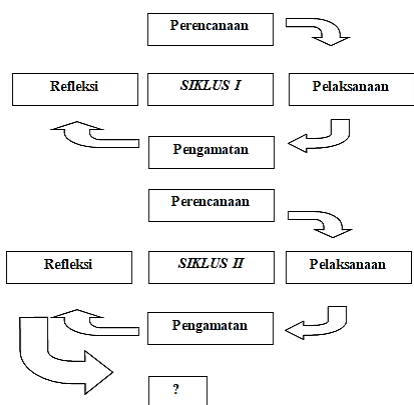 Perencanaan
Refleksi
SIKLUS I
Pelaksanaan
Pengamatan
Perencanaan
Refleksi
SIKLUS II
Pelaksanaan
Pengamatan
?